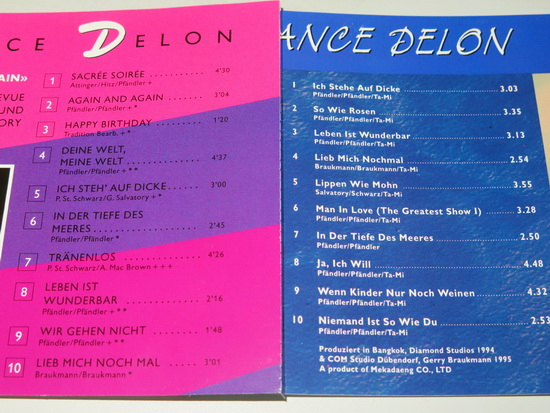 CE DELON
AIN»
EVUE
UND
ORY
1 SACRÉE SOIRÉE 4'30
Attinger/Hitz/Pfändler +
2 AGAIN AND AGAIN 3'04
Pfändler/Pfändler + *
3 HAPPY BIRTHDAY 1'20
Tradition Bearb. + *
4 DEINE WELT,
MEINE WELT 4'37
Pfändler/Pfändler + * *
5 ICH STEH' AUF DICKE 3'00
P. St. Schwarz/G. Salvatory + *
6 IN DER TIEFE DES
MEERES 2'45
Pfändler/Pfändler *
7 TRÄNENLOS 4'26
P. St. Schwarz/A. Mac Brown + + +
8 LEBEN IST
WUNDERBAR 2'16
Pfändler/Pfändler + * *
9 WIR GEHEN NICHT 1'48
Pfändler/Pfändler + * *
10 LIEB MICH NOCH MAL 3'01
Braukmann/Braukmann *
ANCE DELON
1 Ich Stehe Auf Dicke 3.03
Pfändler/Pfändler/Ta-Mi
2 So Wie Rosen 3.35
Pfändler/Pfändler/Ta-Mi
3 Leben Ist Wunderbar 3.13
Pfändler/Pfändler/Ta-Mi
4 Lieb Mich Nochmal 2.54
Braukmann/Braukmann/Ta-Mi
5 Lippen Wie Mohn 3.55
Salvatory/Schwarz/Ta-Mi
6 Man In Love (The Greatest Show I) 3.28
Pfändler/Pfändler/Ta-Mi
7 In Der Tiefe Des Meeres 2.50
Pfändler/Pfändler
8 Ja, Ich Will 4.48
Pfändler/Pfändler/Ta-Mi
9 Wenn Kinder Nur Noch Weinen 4.32
Pfändler/Pfändler/Ta-Mi
10 Niemand Ist So Wie Du 2.53
Pfändler/Pfändler/Ta-Mi
Produziert in Bangkok, Diamond Studios 1994
& COM Studio Dübendorf, Gerry Braukmann 1995
A product of Mekadaeng CO., LTD